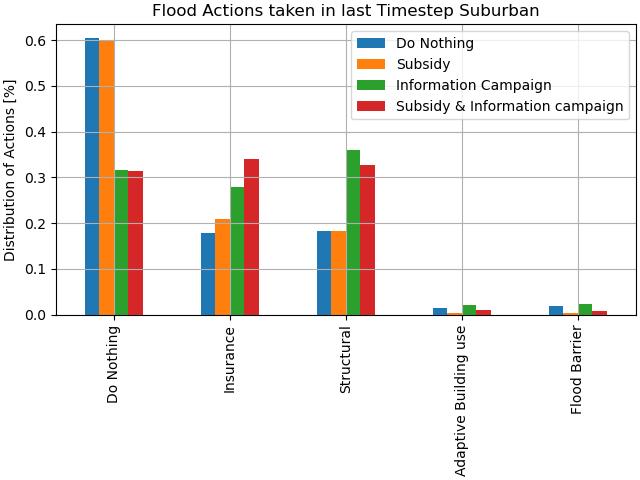 Flood Actions taken in last Timestep Suburban
Do Nothing
Subsidy
Information Campaign
Subsidy & Information campaign
Distribution of Actions [%]
0.6
0.5
0.4
0.3
0.2
0.1
0.0
Do Nothing
Insurance
Structural
Adaptive Building use
Flood Barrier